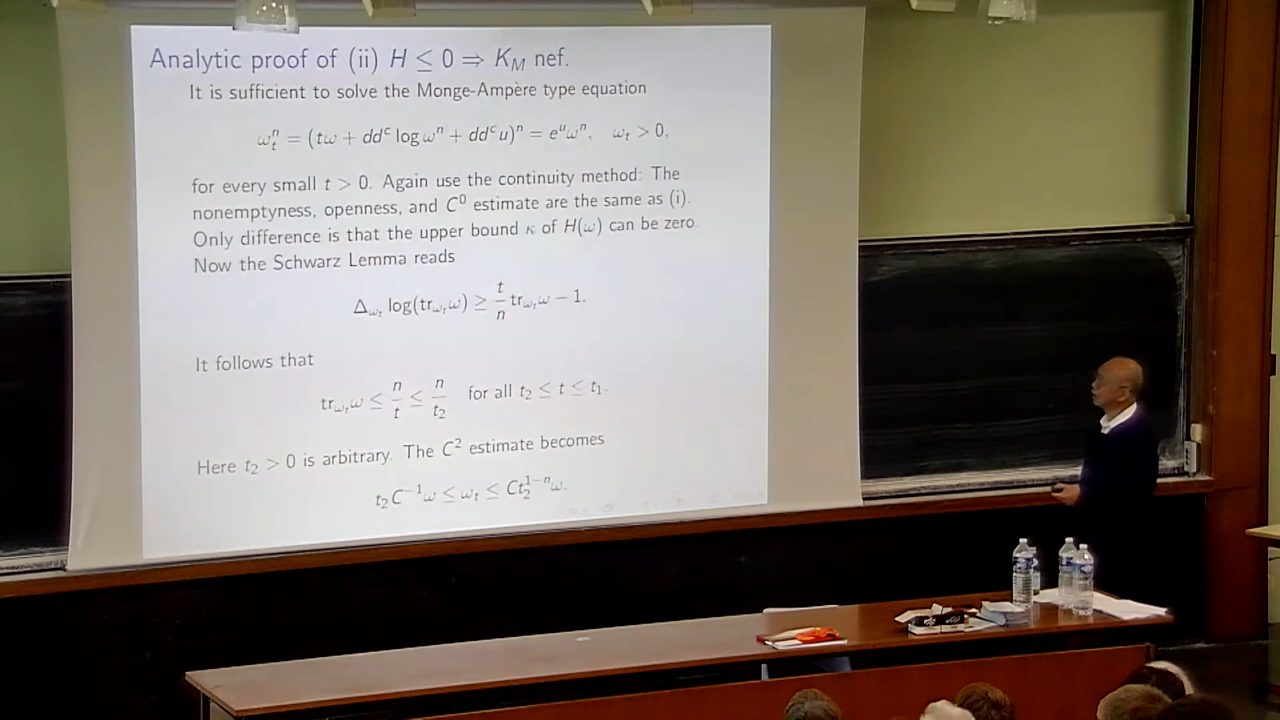 Analytic proof of (ii) H ≤ 0 ⇒ K_M nef.
It is sufficient to solve the Monge-Ampère type equation
ω_t^n = (tω + dd^c log ω^n + dd^c u)^n = e^u ω^n,   ω_t > 0,
for every small t > 0. Again use the continuity method: The
nonemptyness, openness, and C^0 estimate are the same as (i).
Only difference is that the upper bound κ of H(ω) can be zero.
Now the Schwarz Lemma reads
Δ_{ω_t} log(tr_{ω_t} ω) ≥ \frac{t}{n} tr_{ω_t} ω − 1.
It follows that
tr_{ω_t} ω ≤ \frac{n}{t} ≤ \frac{n}{t_2}   for all t_2 ≤ t ≤ t_1.
Here t_2 > 0 is arbitrary. The C^2 estimate becomes
t_2 C^{−1} ω ≤ ω_t ≤ C t_2^{1−n} ω.